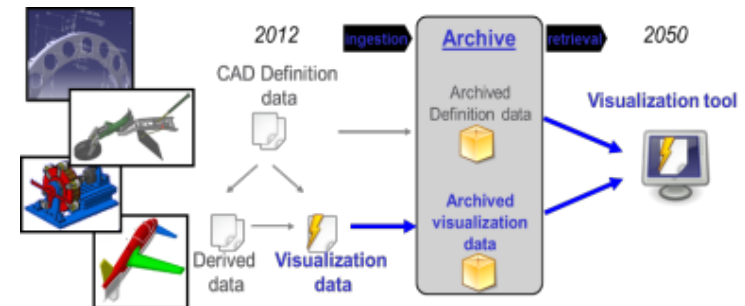 2012
ingestion
Archive
retrieval
2050
CAD Definition
data
Archived
Definition data
Visualization tool
Archived
visualization
data
Derived
data
Visualization
data